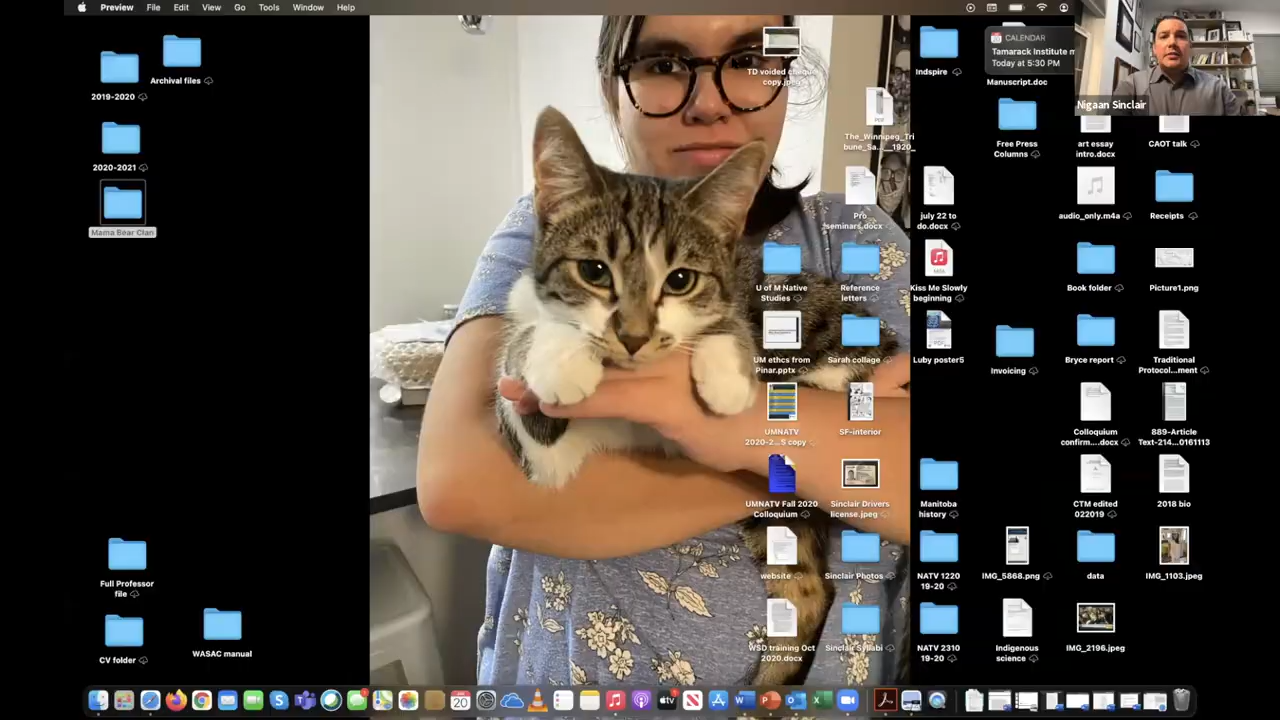 Preview File Edit View Go Tools Window Help
Archival files
2019-2020
2020-2021
Mama Bear Clan
Full Professor
file
CV folder
WASAC manual
TD voided cheque
copy.jpeg
The_Winnipeg_Tri
bune_Sa...__1920_
Pro
seminars.docx
U of M Native
Studies
Reference
letters
UM ethcs from
Pinar.pptx
Sarah collage
UMNATV
2020-2...S copy
SF-interior
UMNATV Fall 2020
Colloquium
Sinclair Drivers
license.jpeg
website
Sinclair Photos
WSD training Oct
2020.docx
Sinclair Syllabi
Indspire
july 22 to
do.docx
Kiss Me Slowly
beginning
Luby poster5
Manitoba
history
NATV 1220
19-20
NATV 2310
19-20
CALENDAR
Tamarack Institute m
Today at 5:30 PM
Manuscript.doc
Free Press
Columns
Invoicing
IMG_5868.png
Indigenous
science
Nigaan Sinclair
art essay
intro.docx
CAOT talk
audio_only.m4a
Receipts
Book folder
Picture1.png
Bryce report
Traditional
Protocol...ment
Colloquium
confirm....docx
889-Article
Text-214...0161113
CTM edited
022019
2018 bio
data
IMG_1103.jpeg
IMG_2196.jpeg
20
tv